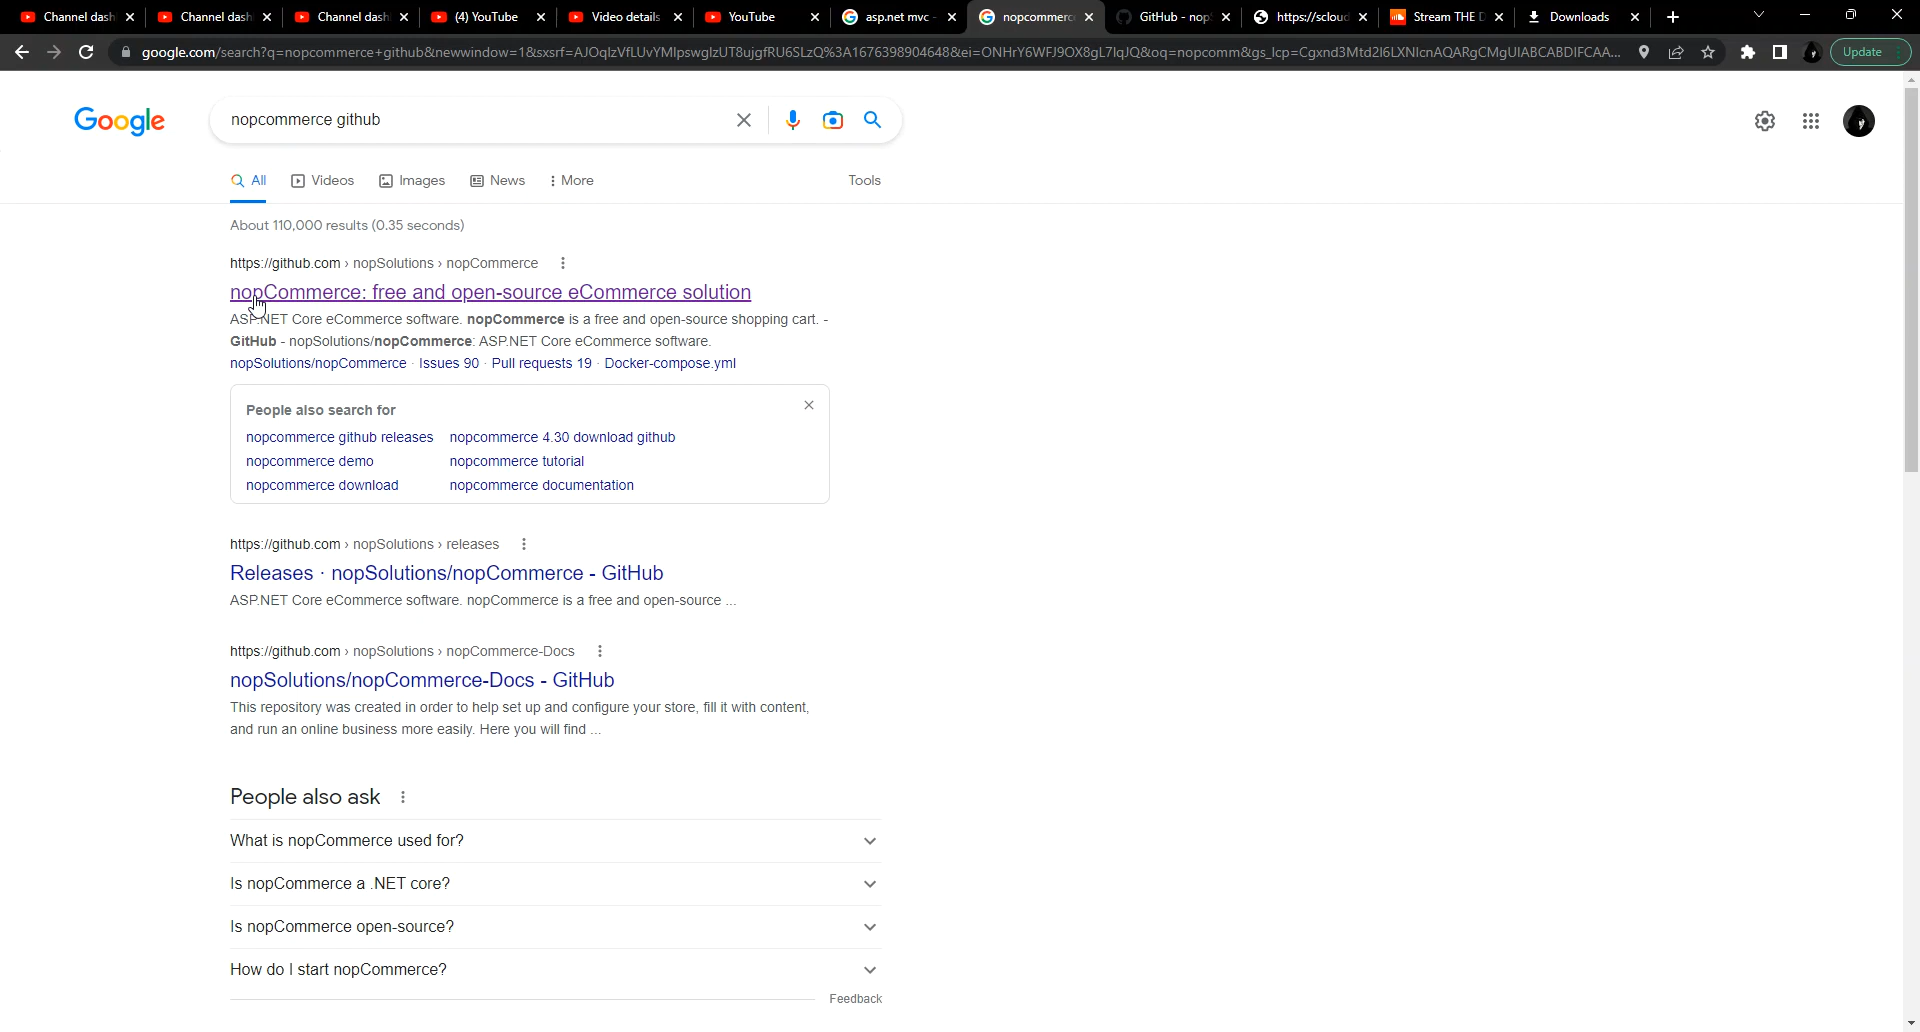 Channel dash
Channel dash
Channel dash
(4) YouTube
Video details
YouTube
asp.net mvc -
nopcommerc
GitHub - nopS
https://scloud
Stream THE D
Downloads
google.com/search?q=nopcommerce+github&newwindow=1&sxsrf=AJOqlzVfLUvYMlpswglzUT8ujgfRU6SLzQ%3A1676398904648&ei=ONHrY6WFJ9OX8gL7lqJQ&oq=nopcomm&gs_lcp=Cgxnd3Mtd2l6LXNlcnAQARgCMgUIABCABDIFCAA...
Update
Google
nopcommerce github
All
Videos
Images
News
More
Tools
About 110,000 results (0.35 seconds)
https://github.com › nopSolutions › nopCommerce
nopCommerce: free and open-source eCommerce solution
ASP.NET Core eCommerce software. nopCommerce is a free and open-source shopping cart. -
GitHub - nopSolutions/nopCommerce: ASP.NET Core eCommerce software.
nopSolutions/nopCommerce · Issues 90 · Pull requests 19 · Docker-compose.yml
People also search for
nopcommerce github releases nopcommerce 4.30 download github
nopcommerce demo nopcommerce tutorial
nopcommerce download nopcommerce documentation
https://github.com › nopSolutions › releases
Releases · nopSolutions/nopCommerce - GitHub
ASP.NET Core eCommerce software. nopCommerce is a free and open-source ...
https://github.com › nopSolutions › nopCommerce-Docs
nopSolutions/nopCommerce-Docs - GitHub
This repository was created in order to help set up and configure your store, fill it with content,
and run an online business more easily. Here you will find ...
People also ask
What is nopCommerce used for?
Is nopCommerce a .NET core?
Is nopCommerce open-source?
How do I start nopCommerce?
Feedback